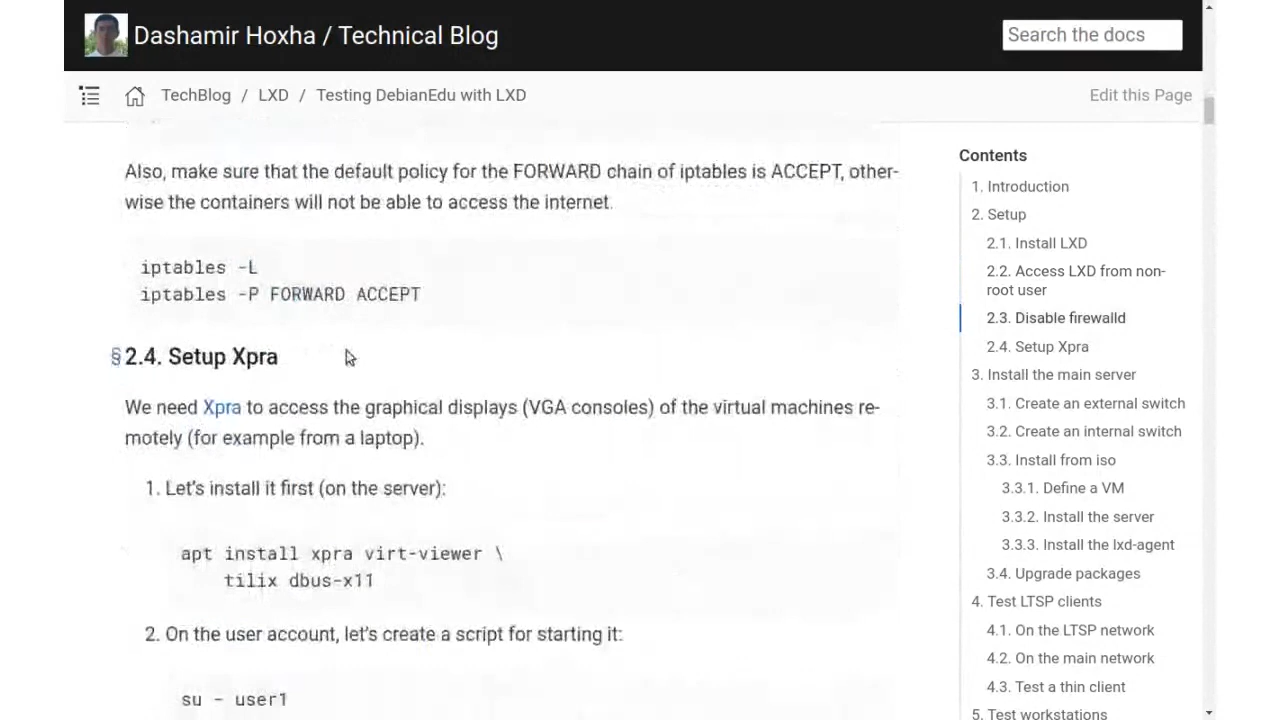 Dashamir Hoxha / Technical Blog
Search the docs
TechBlog / LXD / Testing DebianEdu with LXD
Edit this Page
Also, make sure that the default policy for the FORWARD chain of iptables is ACCEPT, other-
wise the containers will not be able to access the internet.
iptables -L
iptables -P FORWARD ACCEPT
§ 2.4. Setup Xpra
We need Xpra to access the graphical displays (VGA consoles) of the virtual machines re-
motely (for example from a laptop).
1. Let's install it first (on the server):
apt install xpra virt-viewer \
tilix dbus-x11
2. On the user account, let's create a script for starting it:
su - user1
Contents
1. Introduction
2. Setup
2.1. Install LXD
2.2. Access LXD from non-
root user
2.3. Disable firewalld
2.4. Setup Xpra
3. Install the main server
3.1. Create an external switch
3.2. Create an internal switch
3.3. Install from iso
3.3.1. Define a VM
3.3.2. Install the server
3.3.3. Install the lxd-agent
3.4. Upgrade packages
4. Test LTSP clients
4.1. On the LTSP network
4.2. On the main network
4.3. Test a thin client
5. Test workstations